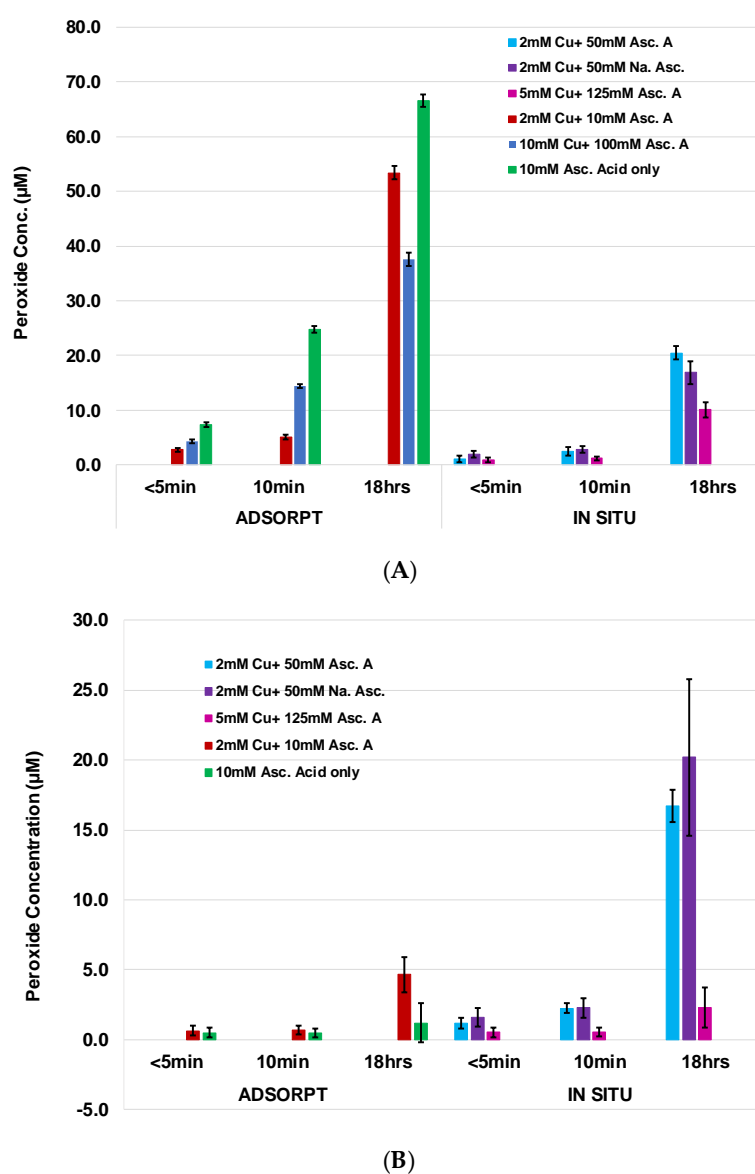 80.0
70.0
60.0
50.0
40.0
30.0
20.0
10.0
0.0
Peroxide Conc. (µM)
2mM Cu+ 50mM Asc. A
2mM Cu+ 50mM Na. Asc.
5mM Cu+ 125mM Asc. A
2mM Cu+ 10mM Asc. A
10mM Cu+ 100mM Asc. A
10mM Asc. Acid only
<5min 10min 18hrs <5min 10min 18hrs
ADSORPT IN SITU
(A)
30.0
25.0
20.0
15.0
10.0
5.0
0.0
-5.0
Peroxide Concentration (µM)
2mM Cu+ 50mM Asc. A
2mM Cu+ 50mM Na. Asc.
5mM Cu+ 125mM Asc. A
2mM Cu+ 10mM Asc. A
10mM Asc. Acid only
<5min 10min 18hrs <5min 10min 18hrs
ADSORPT IN SITU
(B)